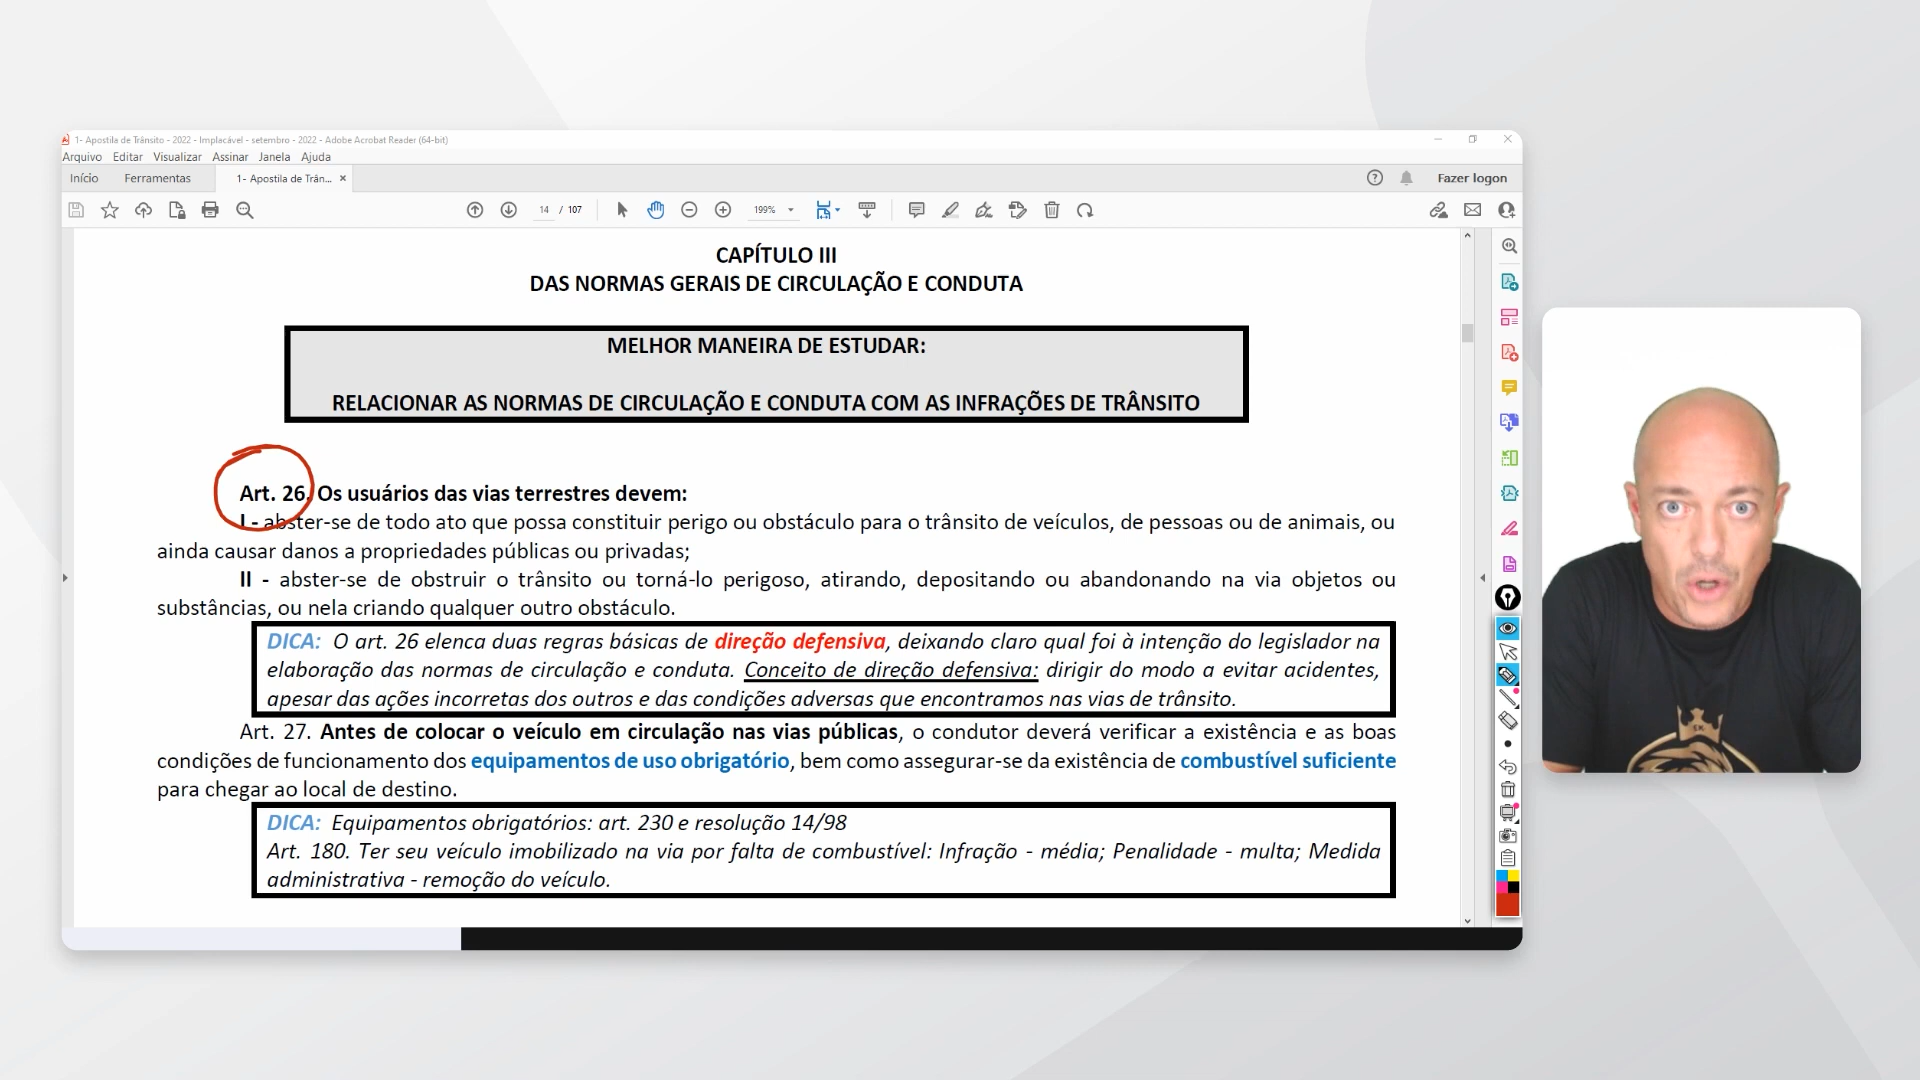 1- Apostila de Trânsito - 2022 - Implacável - setembro - 2022 - Adobe Acrobat Reader (64-bit)
Arquivo Editar Visualizar Assinar Janela Ajuda
Início Ferramentas 1- Apostila de Trân... × Fazer logon
14 / 107 199%
CAPÍTULO III
DAS NORMAS GERAIS DE CIRCULAÇÃO E CONDUTA
MELHOR MANEIRA DE ESTUDAR:
RELACIONAR AS NORMAS DE CIRCULAÇÃO E CONDUTA COM AS INFRAÇÕES DE TRÂNSITO
Art. 26. Os usuários das vias terrestres devem:
I - abster-se de todo ato que possa constituir perigo ou obstáculo para o trânsito de veículos, de pessoas ou de animais, ou
ainda causar danos a propriedades públicas ou privadas;
II - abster-se de obstruir o trânsito ou torná-lo perigoso, atirando, depositando ou abandonando na via objetos ou
substâncias, ou nela criando qualquer outro obstáculo.
DICA: O art. 26 elenca duas regras básicas de direção defensiva, deixando claro qual foi à intenção do legislador na
elaboração das normas de circulação e conduta. Conceito de direção defensiva: dirigir do modo a evitar acidentes,
apesar das ações incorretas dos outros e das condições adversas que encontramos nas vias de trânsito.
Art. 27. Antes de colocar o veículo em circulação nas vias públicas, o condutor deverá verificar a existência e as boas
condições de funcionamento dos equipamentos de uso obrigatório, bem como assegurar-se da existência de combustível suficiente
para chegar ao local de destino.
DICA: Equipamentos obrigatórios: art. 230 e resolução 14/98
Art. 180. Ter seu veículo imobilizado na via por falta de combustível: Infração - média; Penalidade - multa; Medida
administrativa - remoção do veículo.
SK